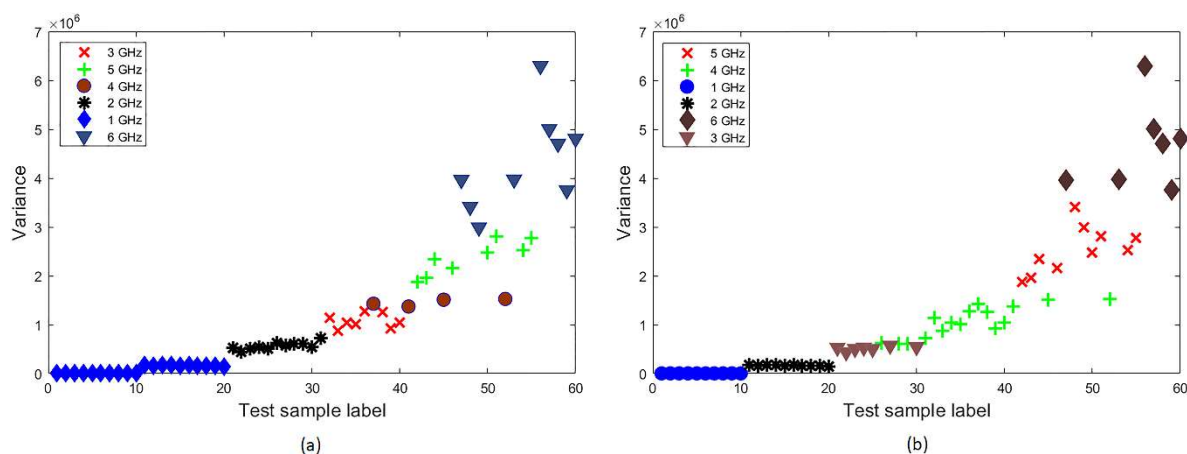 ×10⁶
7
6
5
4
3
2
1
0
Variance
3 GHz
5 GHz
4 GHz
2 GHz
1 GHz
6 GHz
0 10 20 30 40 50 60
Test sample label
(a)
×10⁶
7
6
5
4
3
2
1
0
Variance
5 GHz
4 GHz
1 GHz
2 GHz
6 GHz
3 GHz
0 10 20 30 40 50 60
Test sample label
(b)